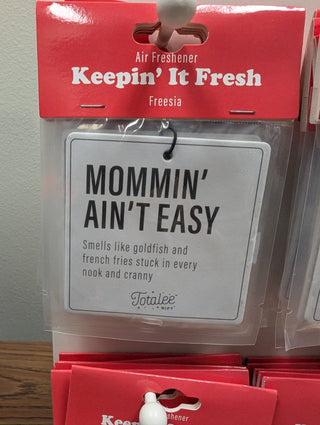 Air Freshener
Keepin' It Fresh
Freesia
MOMMIN'
AIN'T EASY
Smells like goldfish and
french fries stuck in every
nook and cranny
Totalee